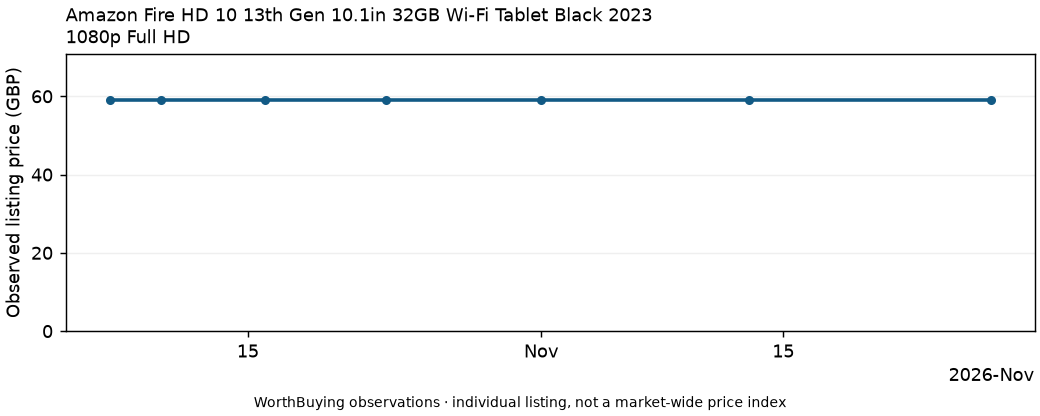 Amazon Fire HD 10 13th Gen 10.1in 32GB Wi-Fi Tablet Black 2023
1080p Full HD
Observed listing price (GBP)
60
40
20
0
15
Nov
15
2026-Nov
WorthBuying observations · individual listing, not a market-wide price index